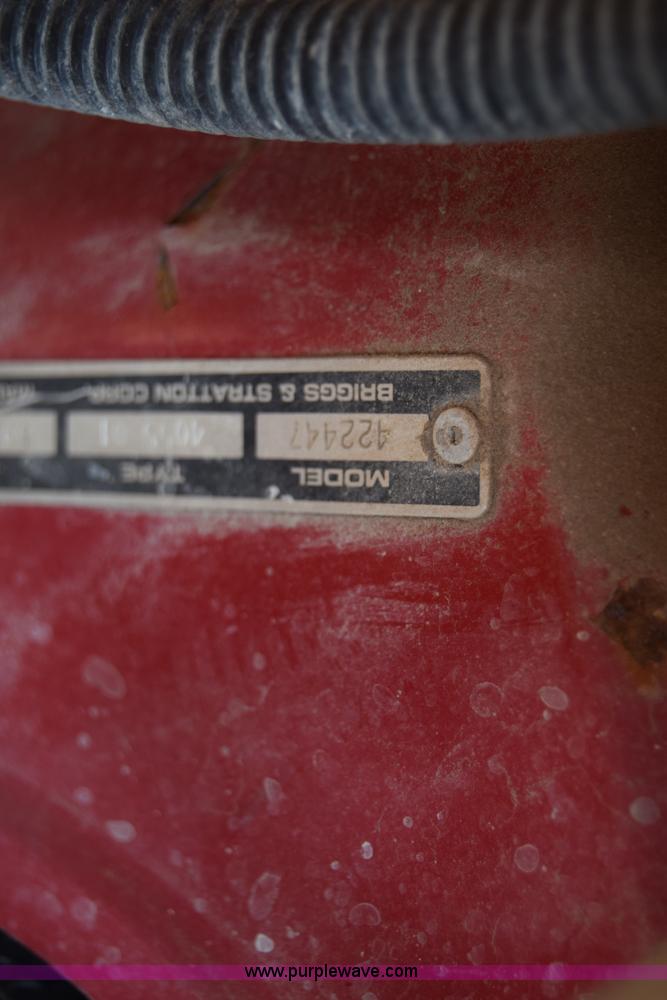 MODEL TYPE
422447
BRIGGS & STRATTON CORP.
www.purplewave.com